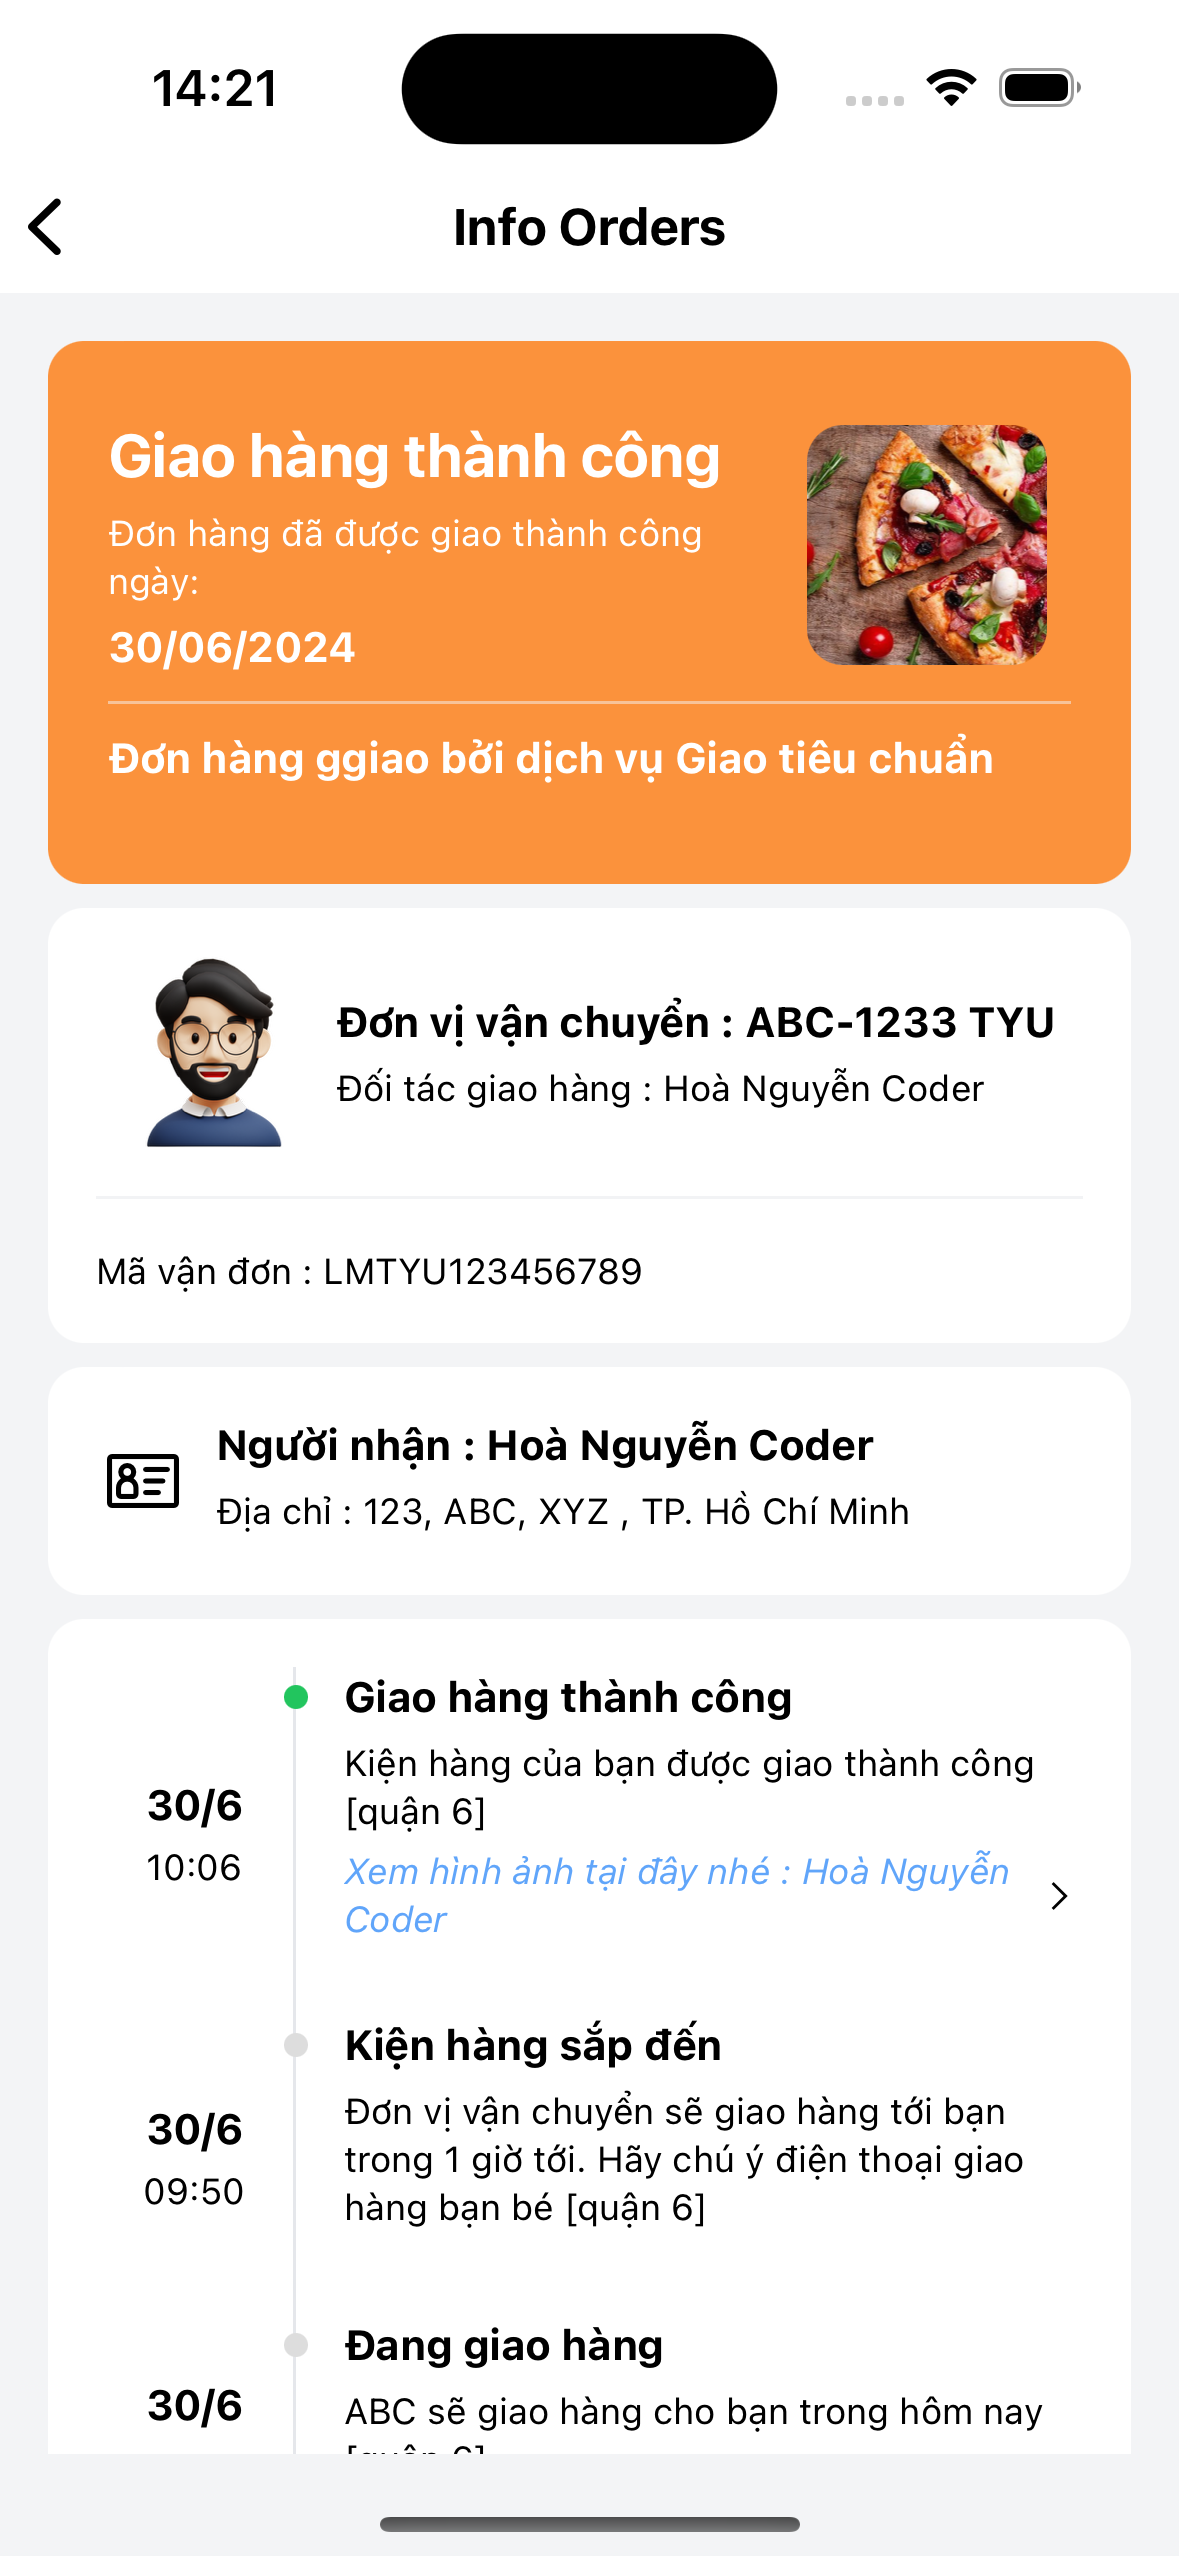 14:21
Info Orders
Giao hàng thành công
Đơn hàng đã được giao thành công
ngày:
30/06/2024
Đơn hàng ggiao bởi dịch vụ Giao tiêu chuẩn
Đơn vị vận chuyển : ABC-1233 TYU
Đối tác giao hàng : Hoà Nguyễn Coder
Mã vận đơn : LMTYU123456789
Người nhận : Hoà Nguyễn Coder
Địa chỉ : 123, ABC, XYZ , TP. Hồ Chí Minh
Giao hàng thành công
Kiện hàng của bạn được giao thành công
[quận 6]
30/6
10:06
Xem hình ảnh tại đây nhé : Hoà Nguyễn
Coder
Kiện hàng sắp đến
Đơn vị vận chuyển sẽ giao hàng tới bạn
trong 1 giờ tới. Hãy chú ý điện thoại giao
hàng bạn bé [quận 6]
30/6
09:50
Đang giao hàng
30/6
ABC sẽ giao hàng cho bạn trong hôm nay